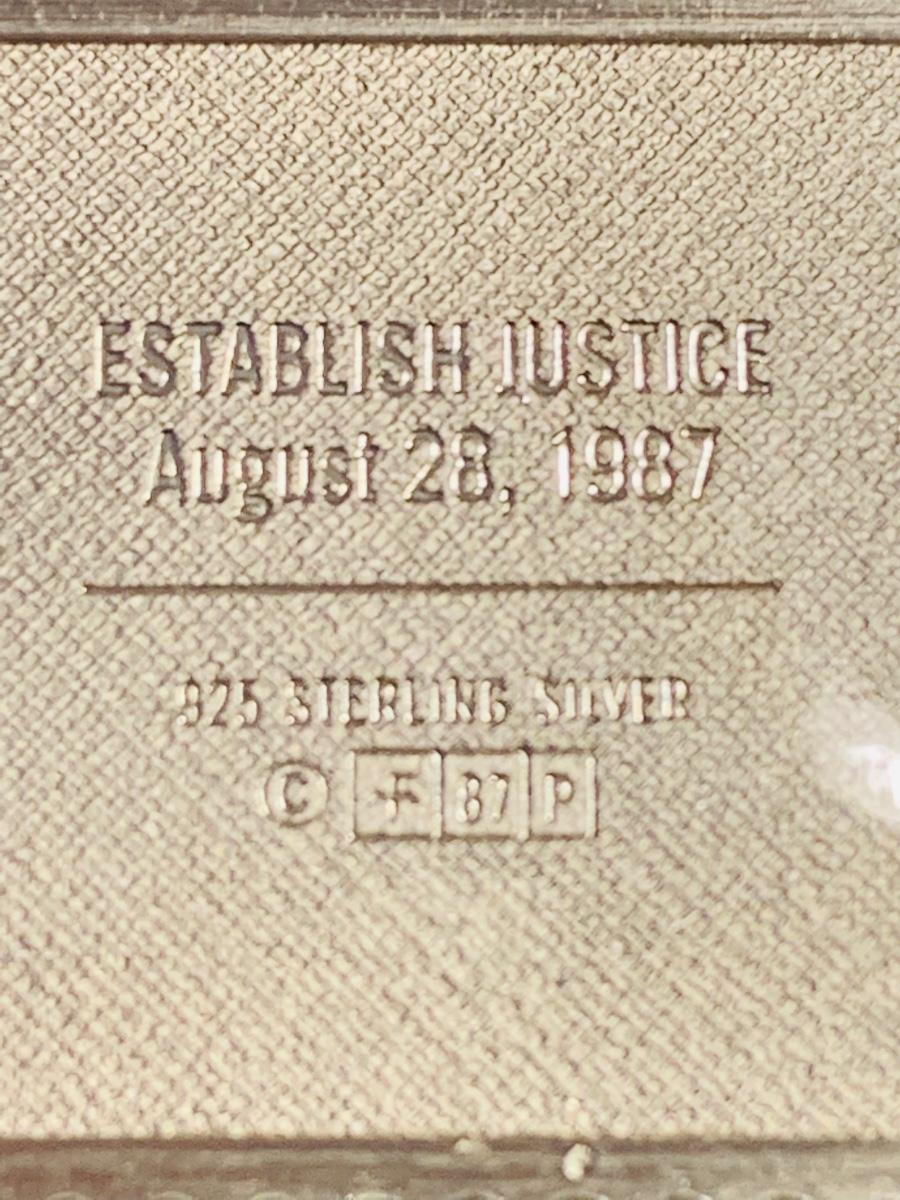 ESTABLISH JUSTICE
August 28, 1987
925 STERLING SILVER
© F 87 P